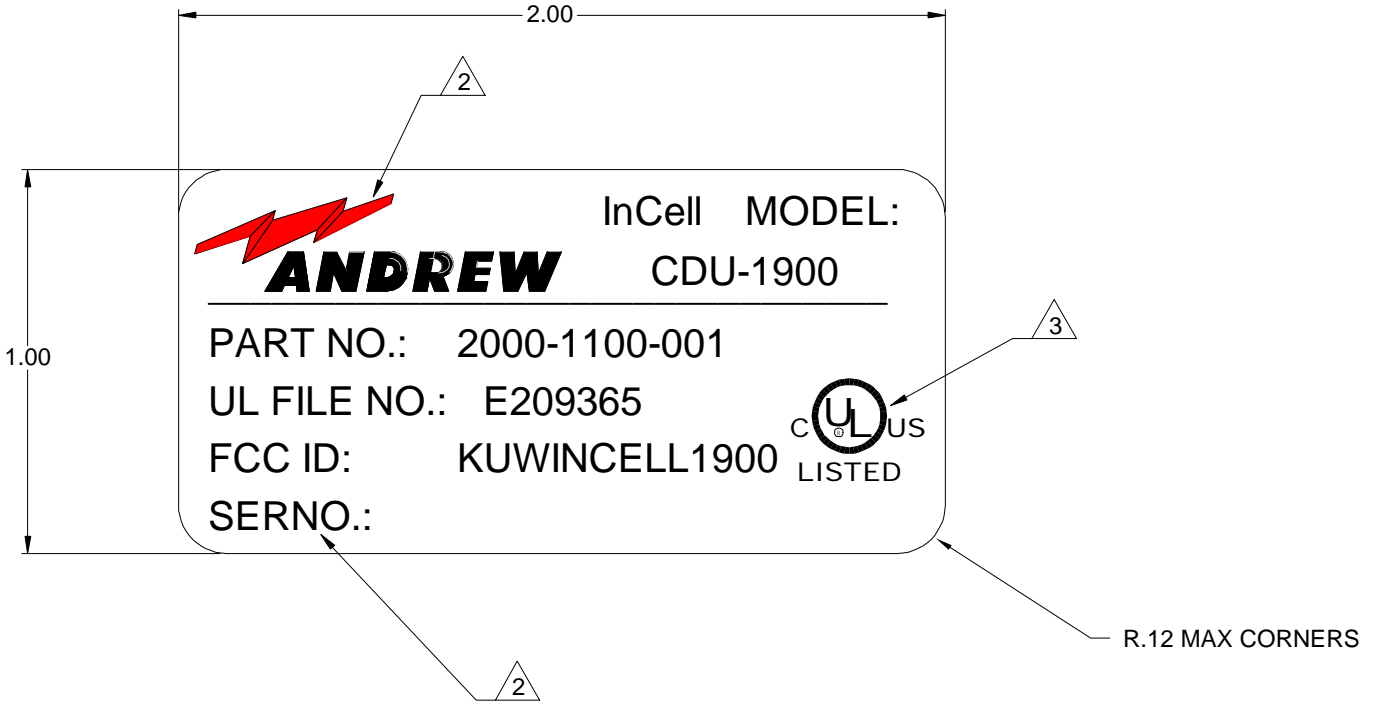 2.00
2
InCell MODEL:
ANDREW
CDU-1900
1.00
PART NO.: 2000-1100-001
3
UL FILE NO.: E209365
C UL ® US
FCC ID: KUWINCELL1900
LISTED
SERNO.:
R.12 MAX CORNERS
2